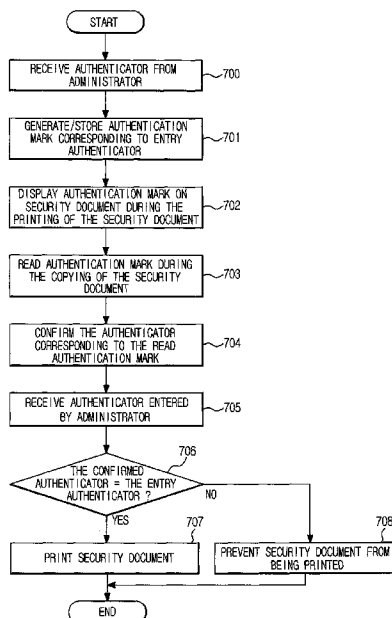 START
RECEIVE AUTHENTICATOR FROM
ADMINISTRATOR
700
GENERATE/STORE AUTHENTICATION
MARK CORRESPONDING TO ENTRY
AUTHENTICATOR
701
DISPLAY AUTHENTICATION MARK ON
SECURITY DOCUMENT DURING THE
PRINTING OF THE SECURITY DOCUMENT
702
READ AUTHENTICATION MARK DURING
THE COPYING OF THE SECURITY
DOCUMENT
703
CONFIRM THE AUTHENTICATOR
CORRESPONDING TO THE READ
AUTHENTICATION MARK
704
RECEIVE AUTHENTICATOR ENTERED
BY ADMINISTRATOR
705
706
THE CONFIRMED
AUTHENTICATOR = THE ENTRY
AUTHENTICATOR ?
NO
YES
707
708
PRINT SECURITY DOCUMENT
PREVENT SECURITY DOCUMENT FROM
BEING PRINTED
END